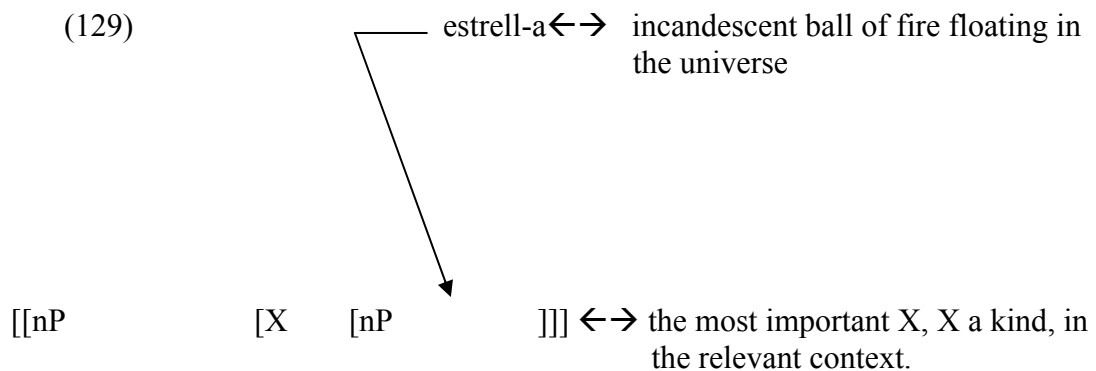 (129) estrell-a←→ incandescent ball of fire floating in
the universe
[[nP [X [nP ]]] ←→ the most important X, X a kind, in
the relevant context.